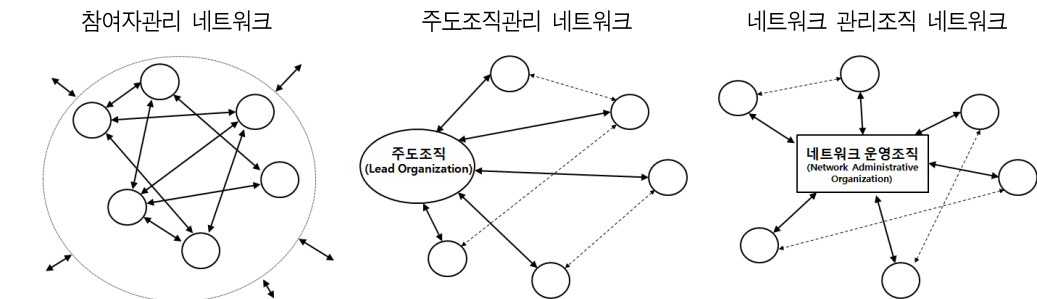 참여자관리 네트워크
주도조직관리 네트워크
네트워크 관리조직 네트워크
주도조직
(Lead Organization)
네트워크 운영조직
(Network Administrative
Organization)